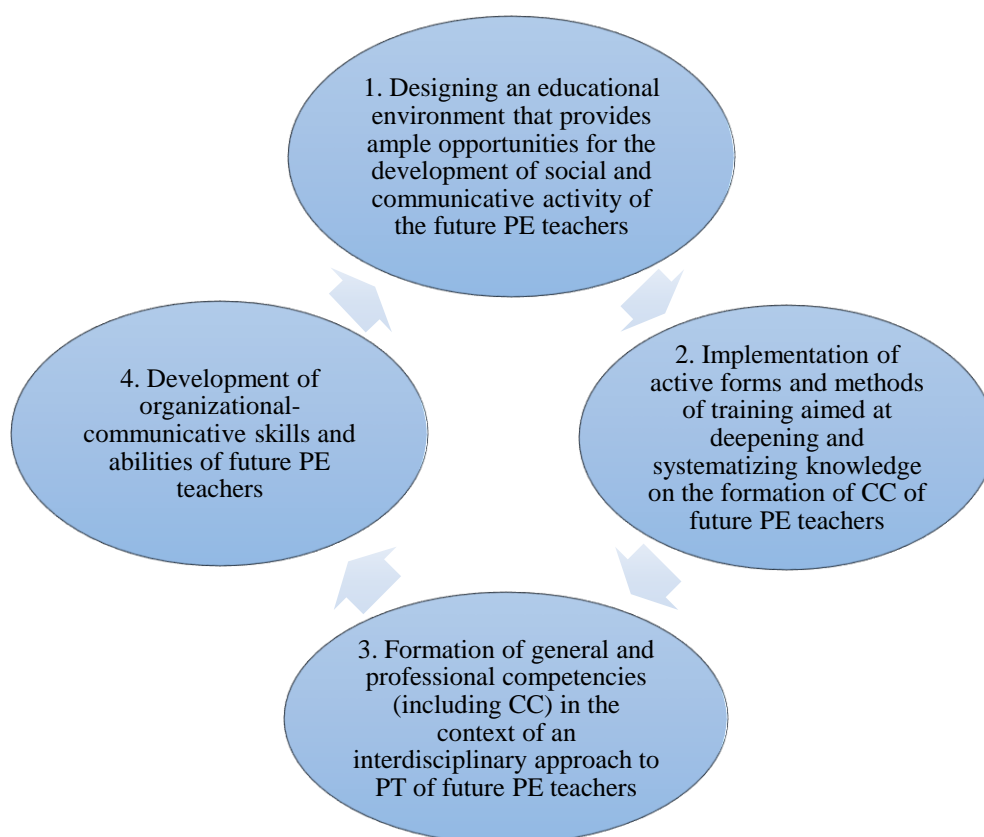 1. Designing an educational
environment that provides
ample opportunities for the
development of social and
communicative activity of
the future PE teachers
2. Implementation of
active forms and methods
of training aimed at
deepening and
systematizing knowledge
on the formation of CC of
future PE teachers
3. Formation of general and
professional competencies
(including CC) in the
context of an
interdisciplinary approach to
PT of future PE teachers
4. Development of
organizational-
communicative skills and
abilities of future PE
teachers